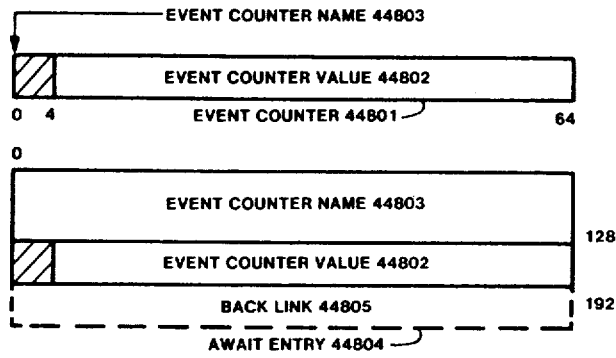 EVENT COUNTER NAME 44803
EVENT COUNTER VALUE 44802
0 4 EVENT COUNTER 44801 64
0
EVENT COUNTER NAME 44803
128
EVENT COUNTER VALUE 44802
BACK LINK 44805 192
AWAIT ENTRY 44804